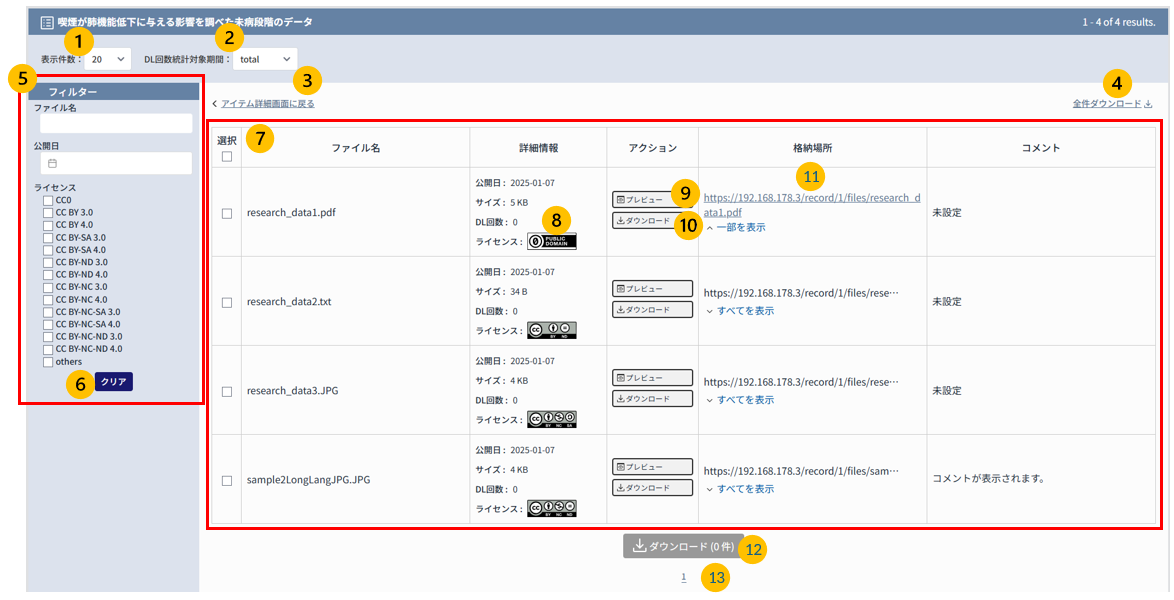 喫煙が肺機能低下に与える影響を調べた未病段階のデータ
1 - 4 of 4 results.
1
2
表示件数： 20
DL回数統計対象期間： total
5
3
4
フィルター
アイテム詳細画面に戻る
全件ダウンロード
ファイル名
公開日
ライセンス
CC0
CC BY 3.0
CC BY 4.0
CC BY-SA 3.0
CC BY-SA 4.0
CC BY-ND 3.0
CC BY-ND 4.0
CC BY-NC 3.0
CC BY-NC 4.0
CC BY-NC-SA 3.0
CC BY-NC-SA 4.0
CC BY-NC-ND 3.0
CC BY-NC-ND 4.0
others
6
クリア
選択
7
ファイル名
詳細情報
アクション
格納場所
コメント
11
research_data1.pdf
公開日： 2025-01-07
サイズ： 5 KB
DL回数： 0
8
ライセンス：
PUBLIC
DOMAIN
プレビュー
9
ダウンロード
10
https://192.168.178.3/record/1/files/research_d
ata1.pdf
一部を表示
未設定
research_data2.txt
公開日： 2025-01-07
サイズ： 34 B
DL回数： 0
ライセンス：
cc
BY ND
プレビュー
ダウンロード
https://192.168.178.3/record/1/files/rese…
すべてを表示
未設定
research_data3.JPG
公開日： 2025-01-07
サイズ： 4 KB
DL回数： 0
ライセンス：
cc
BY NC SA
プレビュー
ダウンロード
https://192.168.178.3/record/1/files/rese…
すべてを表示
未設定
sample2LongLangJPG.JPG
公開日： 2025-01-07
サイズ： 4 KB
DL回数： 0
ライセンス：
cc
BY NC ND
プレビュー
ダウンロード
https://192.168.178.3/record/1/files/sam…
すべてを表示
コメントが表示されます。
ダウンロード (0 件)
12
1
13